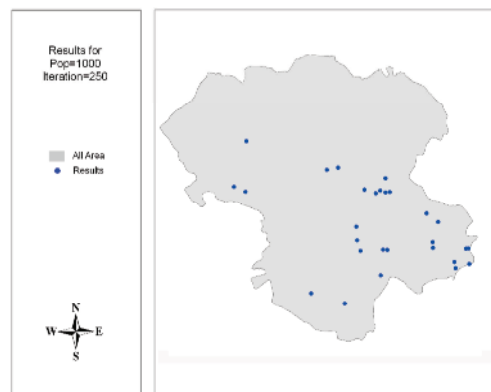 Results for
Pop=1000
Iteration=250
All Area
Results
N
W E
S